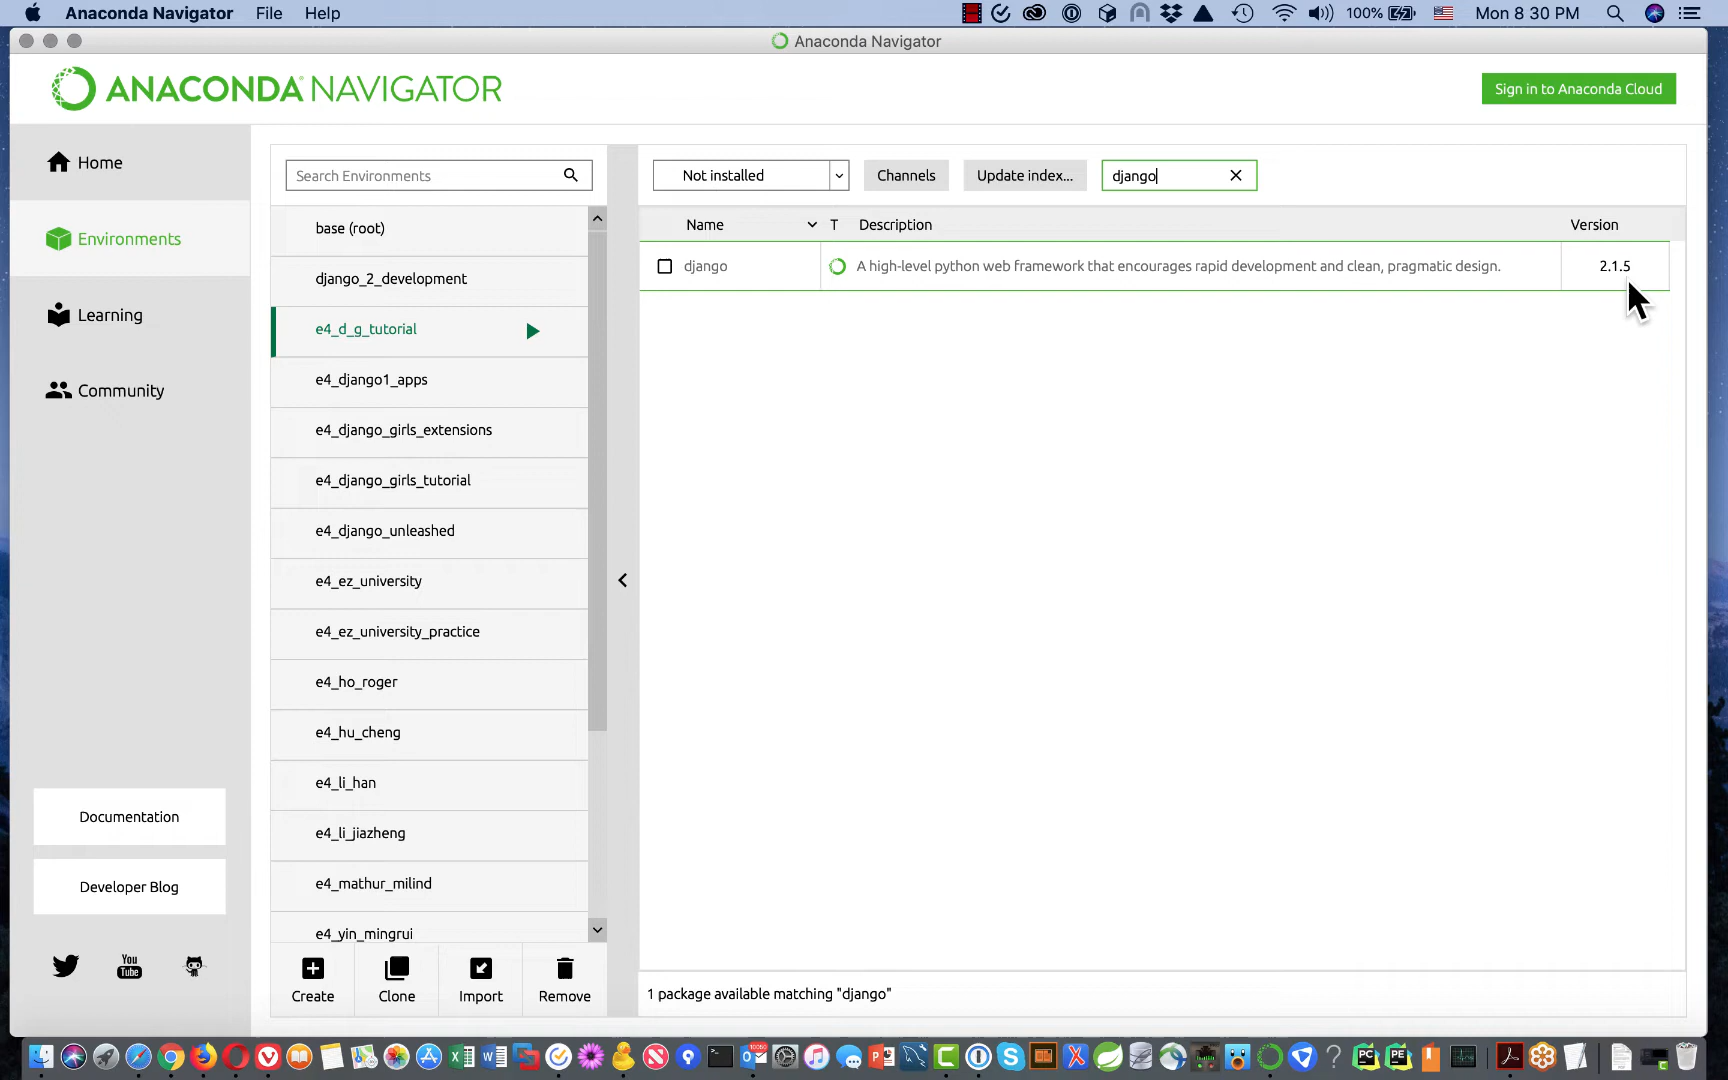 Anaconda Navigator File Help 100% Mon 8 30 PM
Anaconda Navigator
ANACONDA NAVIGATOR
Sign in to Anaconda Cloud
Home
Environments
Learning
Community
Documentation
Developer Blog
You
Tube
Search Environments
base (root)
django_2_development
e4_d_g_tutorial
e4_django1_apps
e4_django_girls_extensions
e4_django_girls_tutorial
e4_django_unleashed
e4_ez_university
e4_ez_university_practice
e4_ho_roger
e4_hu_cheng
e4_li_han
e4_li_jiazheng
e4_mathur_milind
e4_yin_mingrui
Create Clone Import Remove
Not installed Channels Update index... django
Name T Description Version
django A high-level python web framework that encourages rapid development and clean, pragmatic design. 2.1.5
1 package available matching "django"